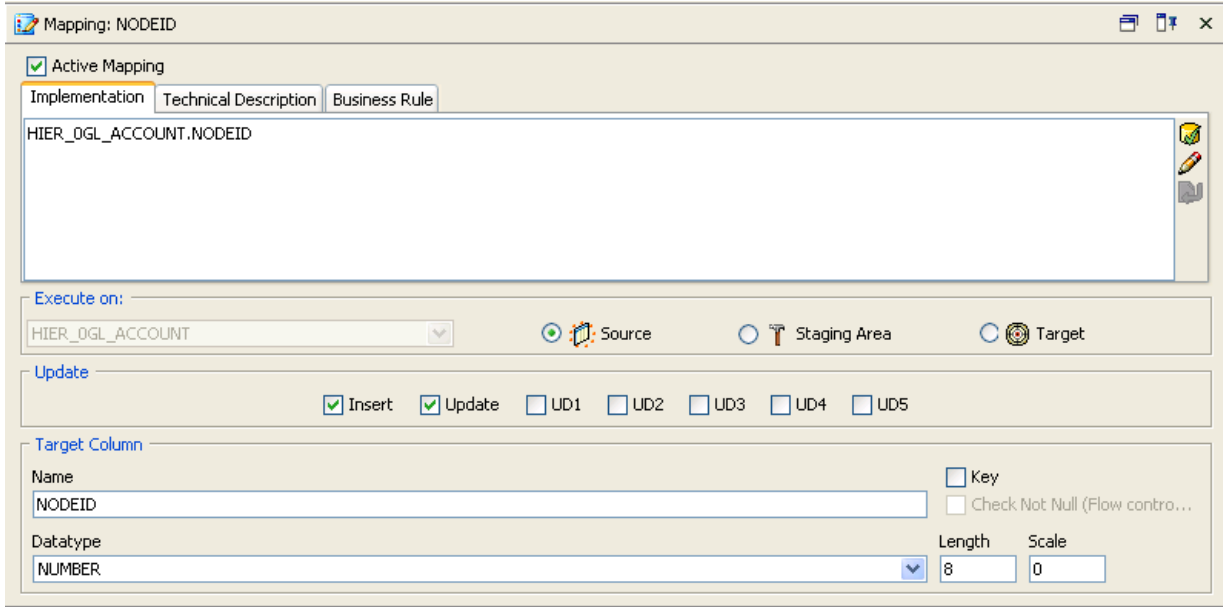 Mapping: NODEID
Active Mapping
Implementation Technical Description Business Rule
HIER_0GL_ACCOUNT.NODEID
Execute on:
HIER_0GL_ACCOUNT Source Staging Area Target
Update
Insert Update UD1 UD2 UD3 UD4 UD5
Target Column
Name Key
NODEID Check Not Null (Flow contro...
Datatype Length Scale
NUMBER 8 0